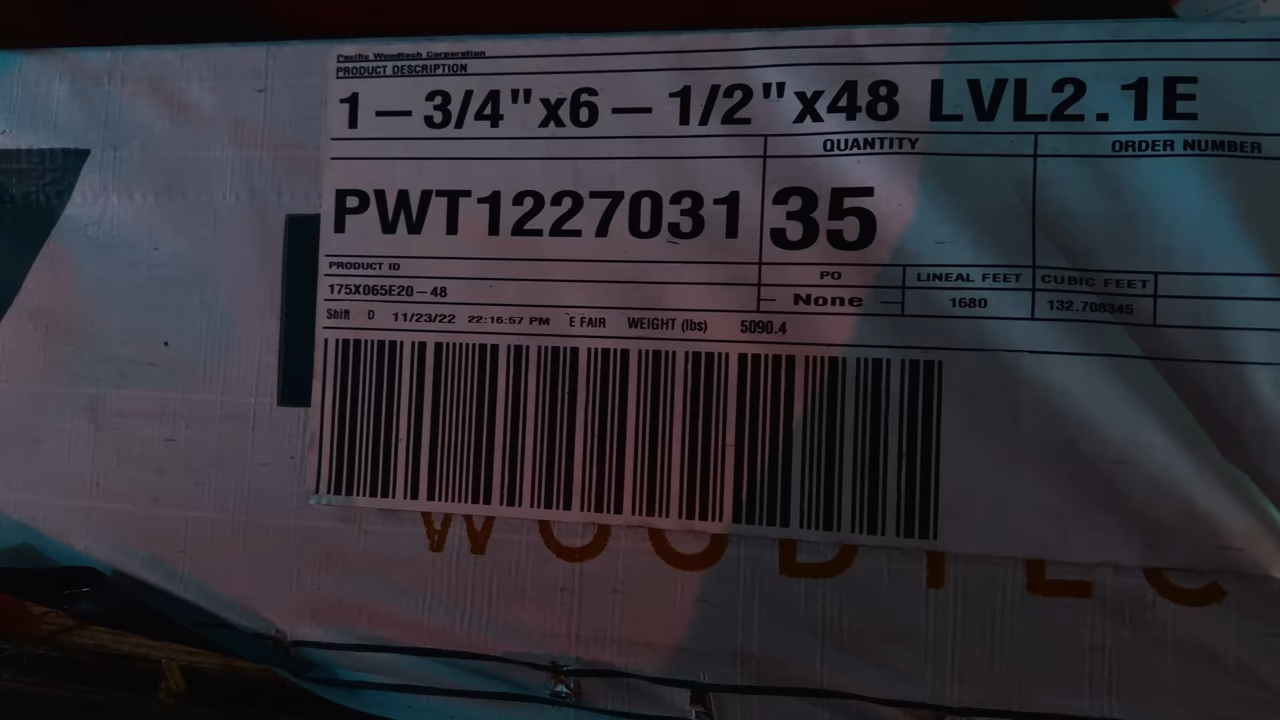 Pacific Woodtech Corporation
PRODUCT DESCRIPTION
1-3/4"x6-1/2"x48 LVL2.1E
QUANTITY
ORDER NUMBER
PWT1227031
35
PRODUCT ID
PO
LINEAL FEET
CUBIC FEET
175X065E20-48
None
1680
132.708345
Shift D 11/23/22 22:16:57 PM E FAIR WEIGHT (lbs) 5090.4
WOODTEC